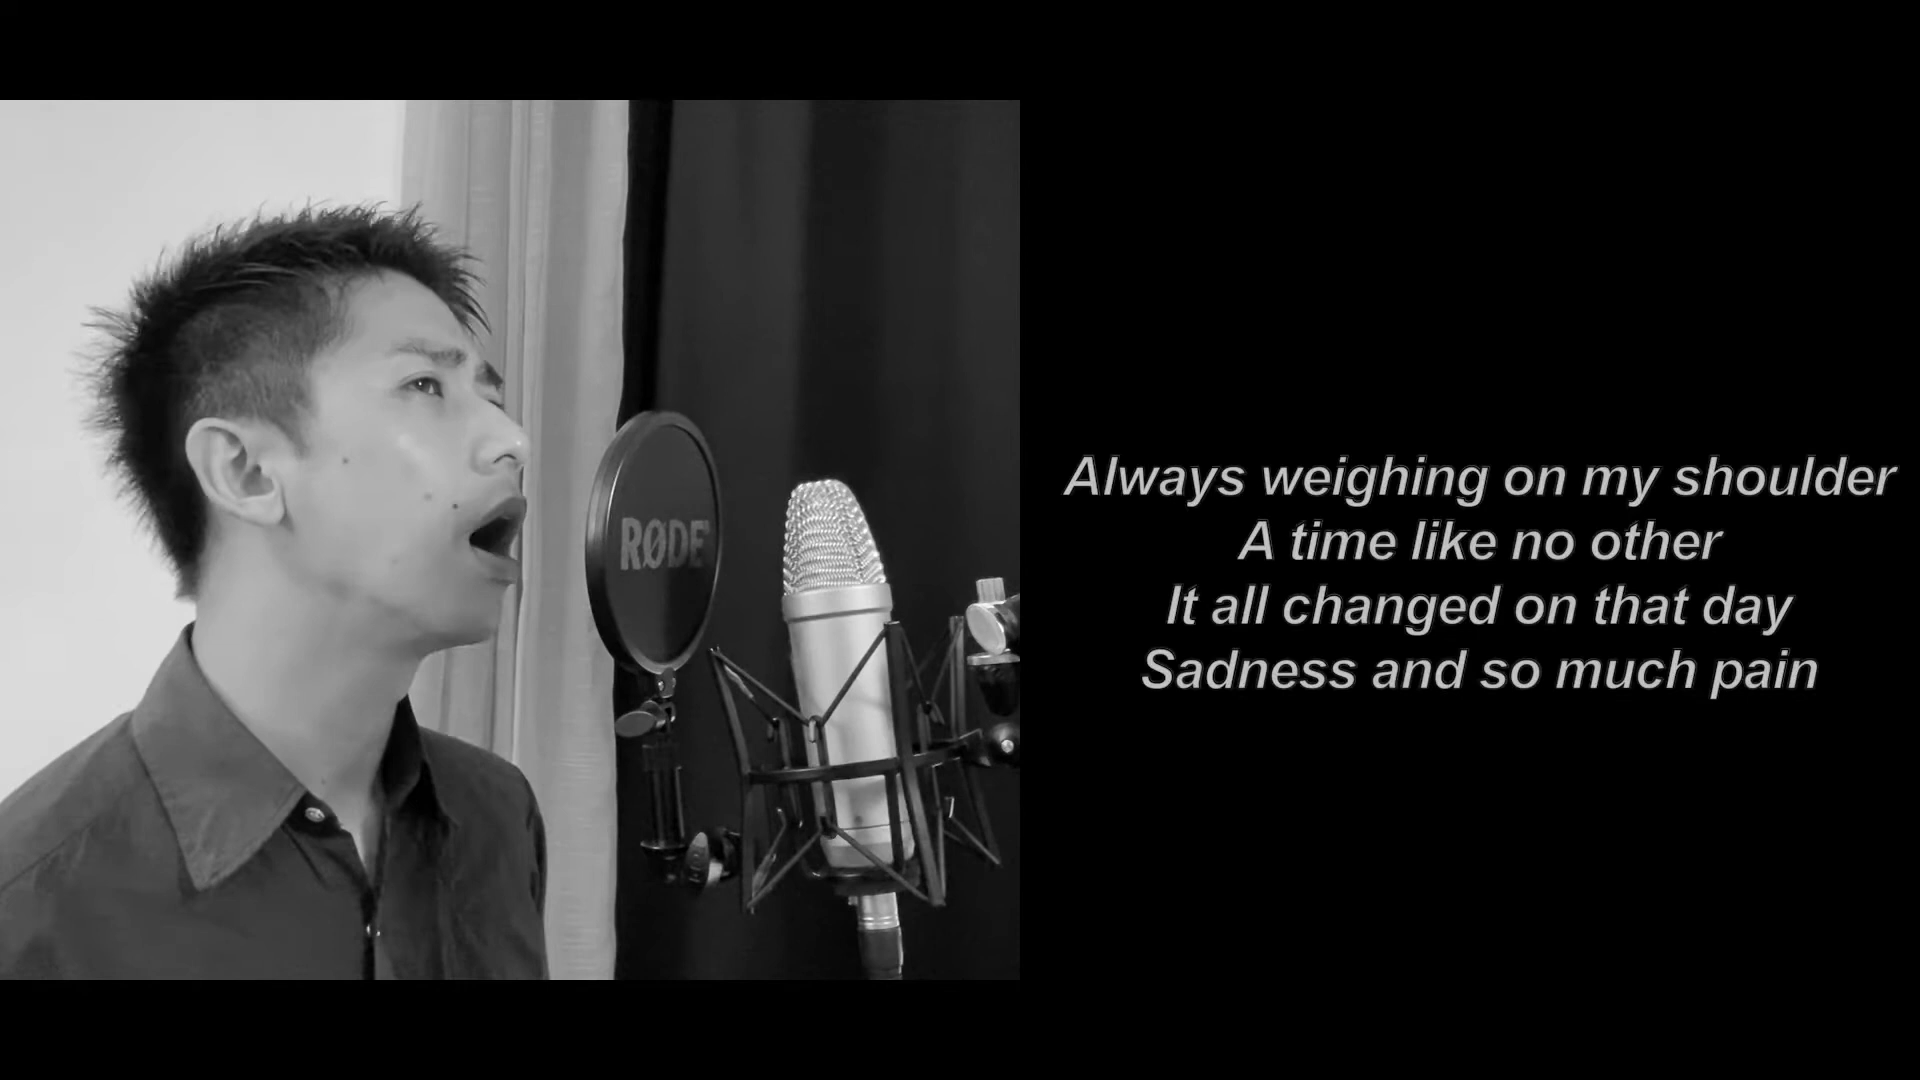 RØDE
Always weighing on my shoulder
A time like no other
It all changed on that day
Sadness and so much pain